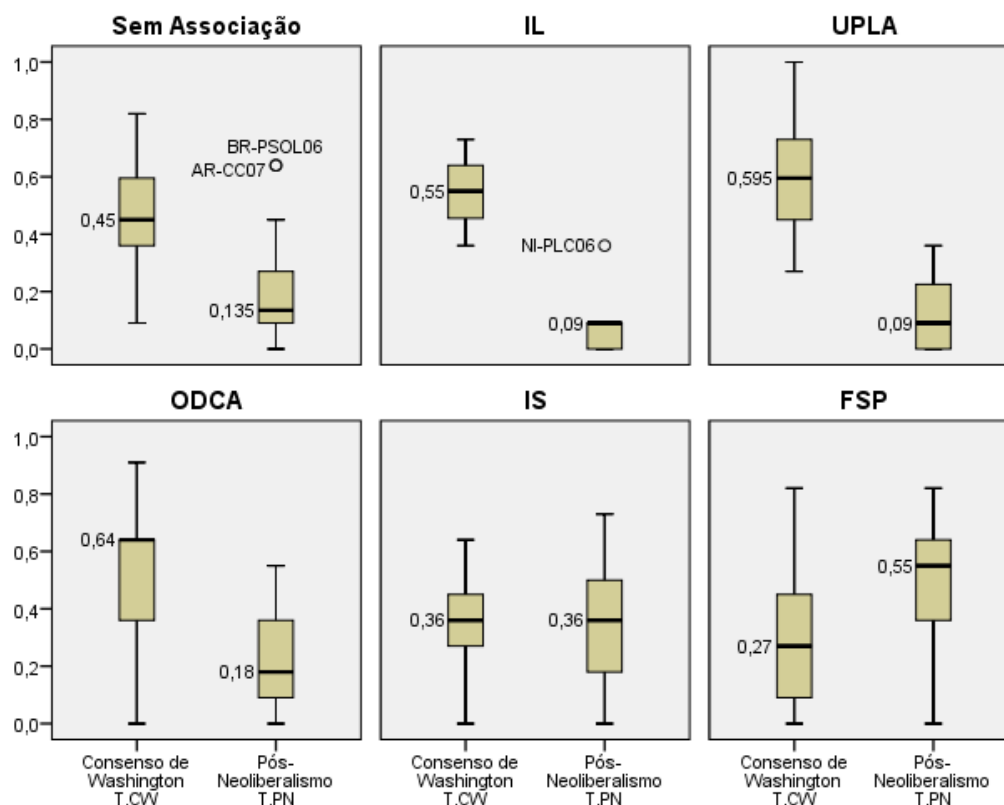 Sem Associação
IL
UPLA
1,0
0,8
0,6
0,4
0,2
0,0
BR-PSOL06
AR-CC07
0,45
0,135
0,55
NI-PLC06
0,09
0,595
0,09
ODCA
IS
FSP
1,0
0,8
0,6
0,4
0,2
0,0
0,64
0,18
0,36
0,36
0,27
0,55
Consenso de
Washington
T.CW
Pós-
Neoliberalismo
T.PN
Consenso de
Washington
T.CW
Pós-
Neoliberalismo
T.PN
Consenso de
Washington
T.CW
Pós-
Neoliberalismo
T.PN